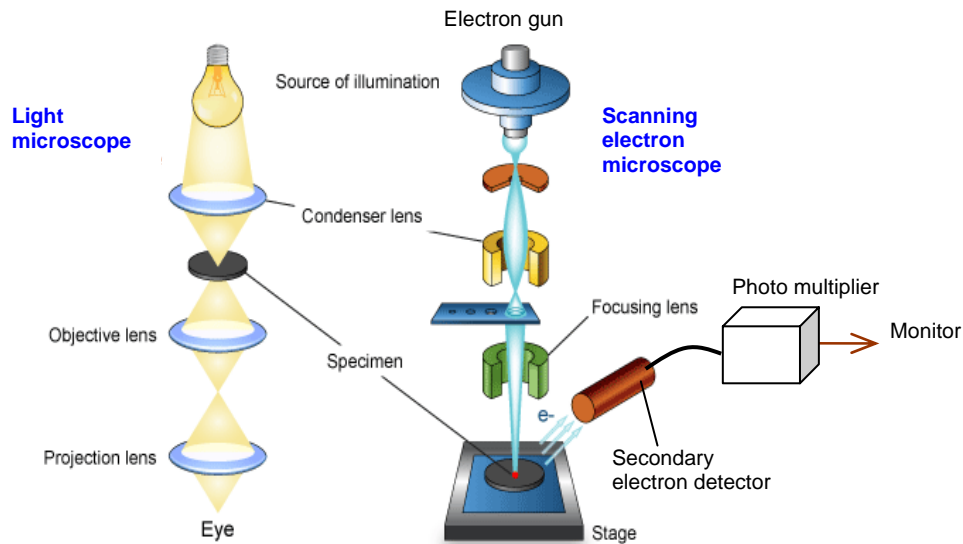 Electron gun
Source of illumination
Light
microscope
Scanning
electron
microscope
Condenser lens
Photo multiplier
Focusing lens
Objective lens
Monitor
Specimen
e-
Projection lens
Secondary
electron detector
Eye
Stage